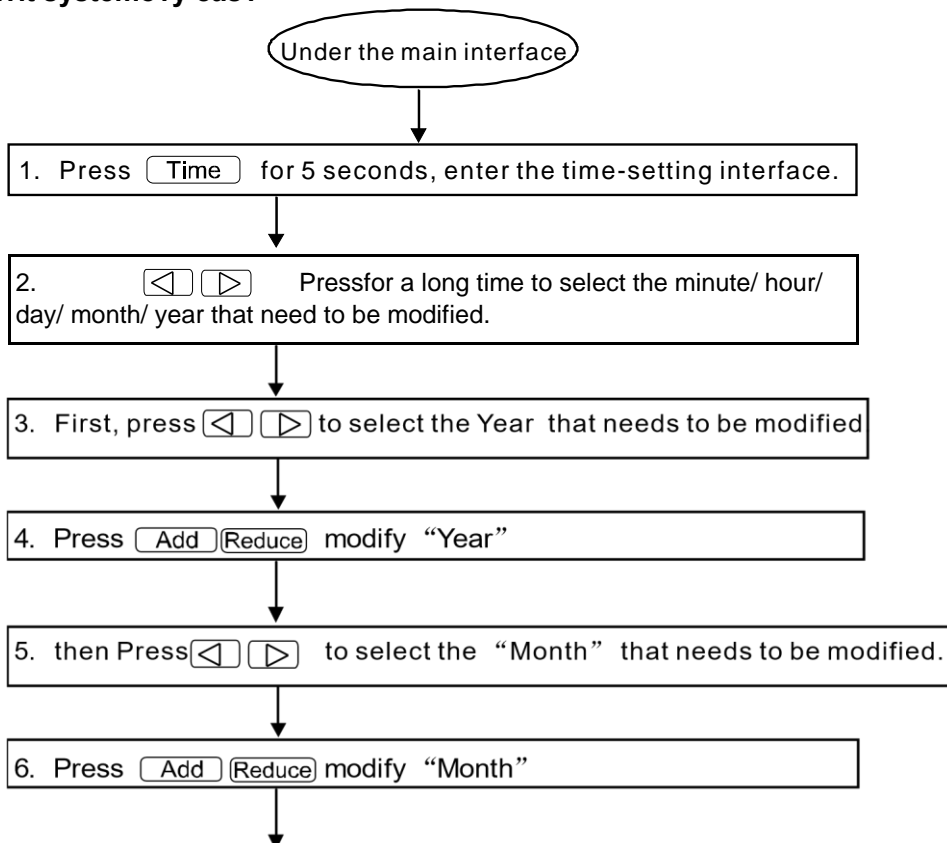 systémový čas?
Under the main interface
1. Press Time for 5 seconds, enter the time-setting interface.
2. ◁ ▷ Pressfor a long time to select the minute/ hour/
day/ month/ year that need to be modified.
3. First, press ◁ ▷ to select the Year that needs to be modified
4. Press Add Reduce modify “Year”
5. then Press ◁ ▷ to select the “Month” that needs to be modified.
6. Press Add Reduce modify “Month”